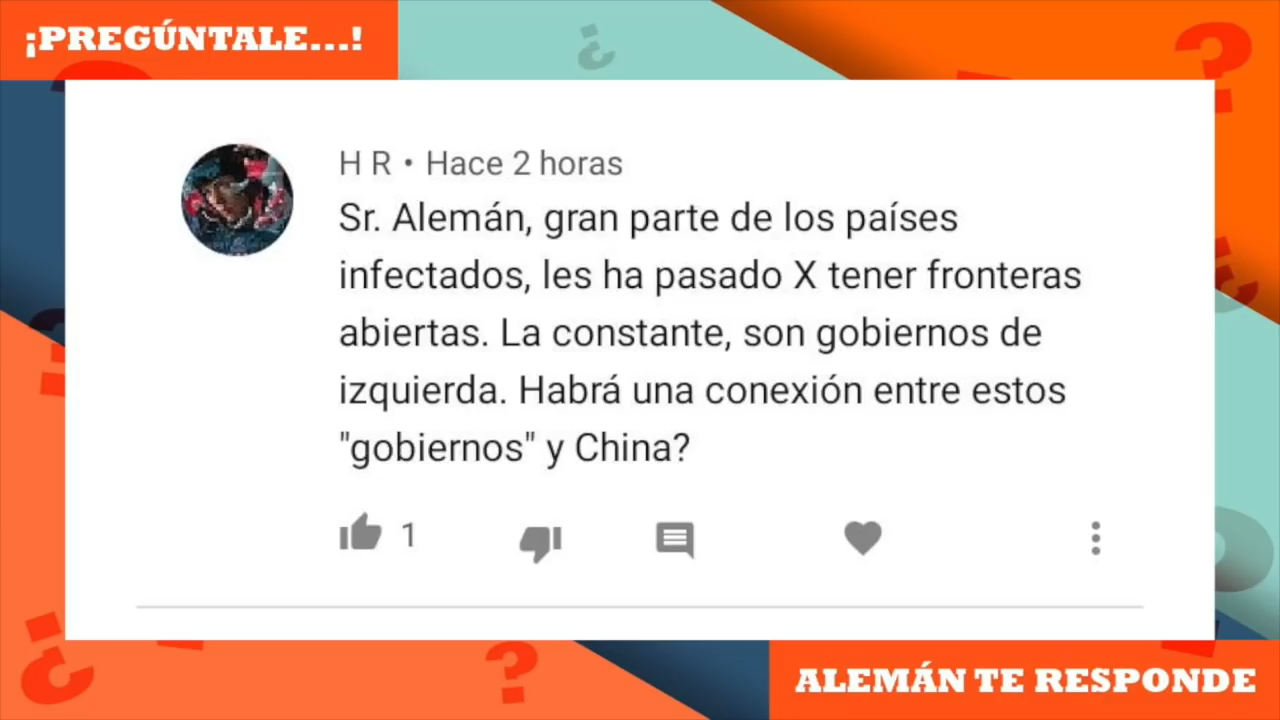 ¡PREGÚNTALE...!
H R • Hace 2 horas
Sr. Alemán, gran parte de los países
infectados, les ha pasado X tener fronteras
abiertas. La constante, son gobiernos de
izquierda. Habrá una conexión entre estos
"gobiernos" y China?
1
ALEMÁN TE RESPONDE